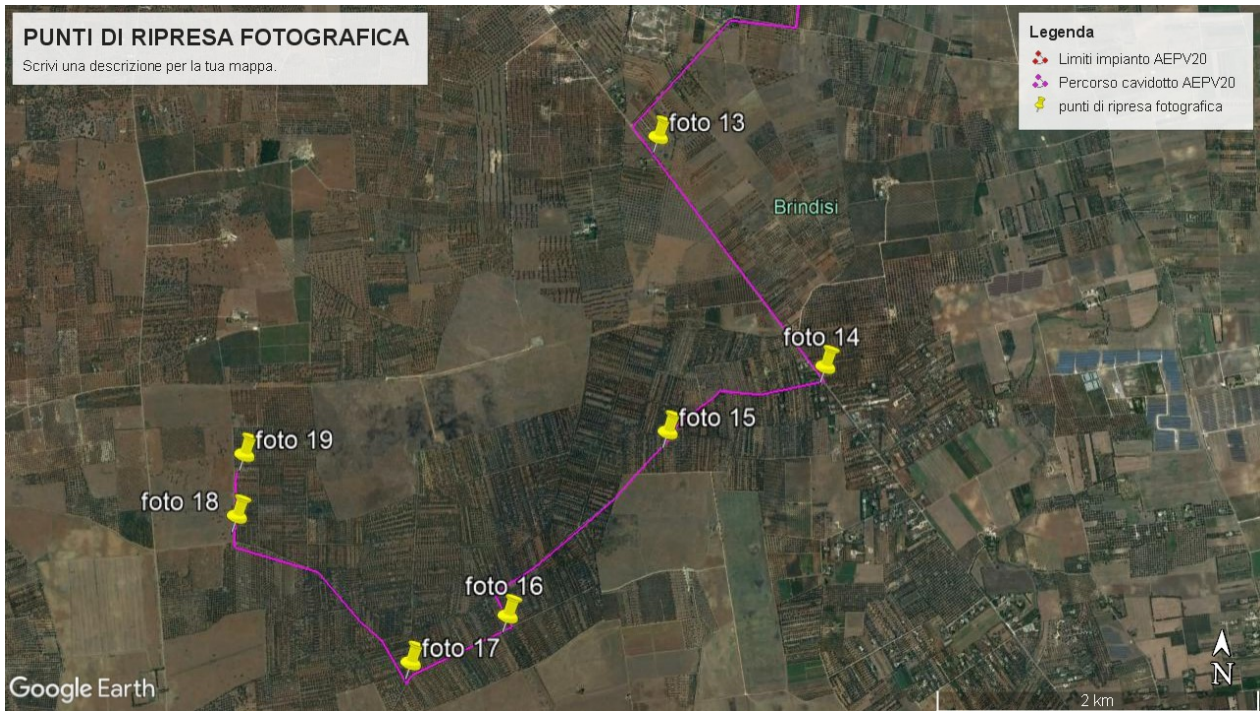 PUNTI DI RIPRESA FOTOGRAFICA
Scrivi una descrizione per la tua mappa.
Legenda
Limiti impianto AEPV20
Percorso cavidotto AEPV20
punti di ripresa fotografica
foto 13
Brindisi
foto 14
foto 15
foto 19
foto 18
foto 16
foto 17
Google Earth
N
2 km